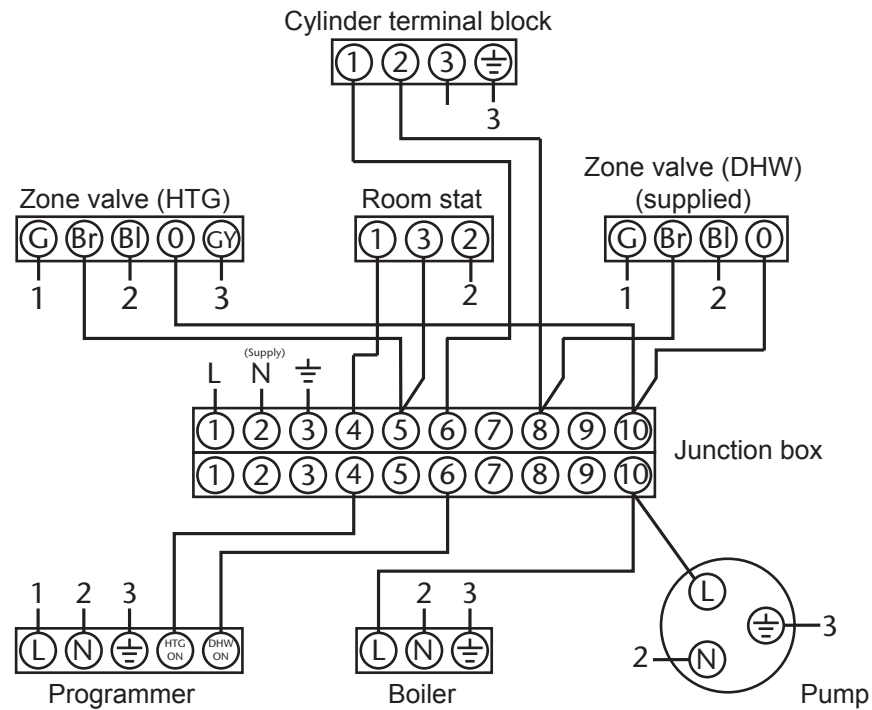 Cylinder terminal block
1 2 3
3
Zone valve (HTG)
G Br Bl 0 GY
1 2 3
Room stat
1 3 2
2
Zone valve (DHW)
(supplied)
G Br Bl 0
1 2
(Supply)
L N
1 2 3 4 5 6 7 8 9 10
1 2 3 4 5 6 7 8 9 10
Junction box
1 2 3
L N HTG ON DHW ON
Programmer
2 3
L N
Boiler
L
3
2 N
Pump